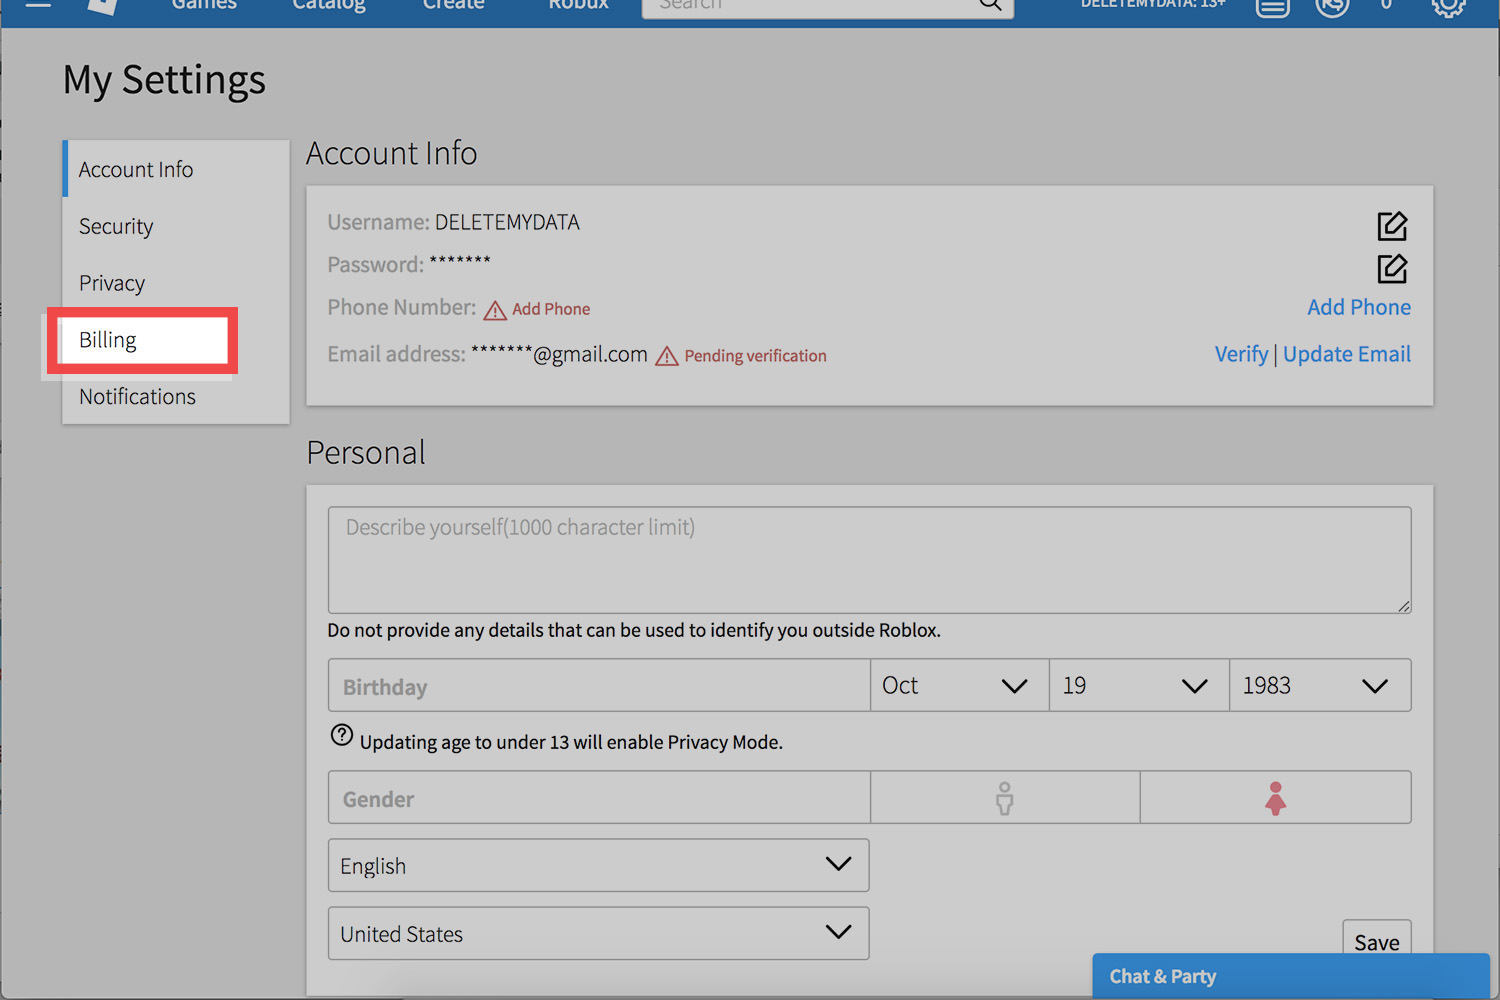 Games Catalog Create Robux Search DELETEMYDATA: 13+ 0
My Settings
Account Info
Security
Privacy
Billing
Notifications
Account Info
Username: DELETEMYDATA
Password: *******
Phone Number: Add Phone Add Phone
Email address: *******@gmail.com Pending verification Verify | Update Email
Personal
Describe yourself(1000 character limit)
Do not provide any details that can be used to identify you outside Roblox.
Birthday Oct 19 1983
Updating age to under 13 will enable Privacy Mode.
Gender
English
United States
Save
Chat & Party